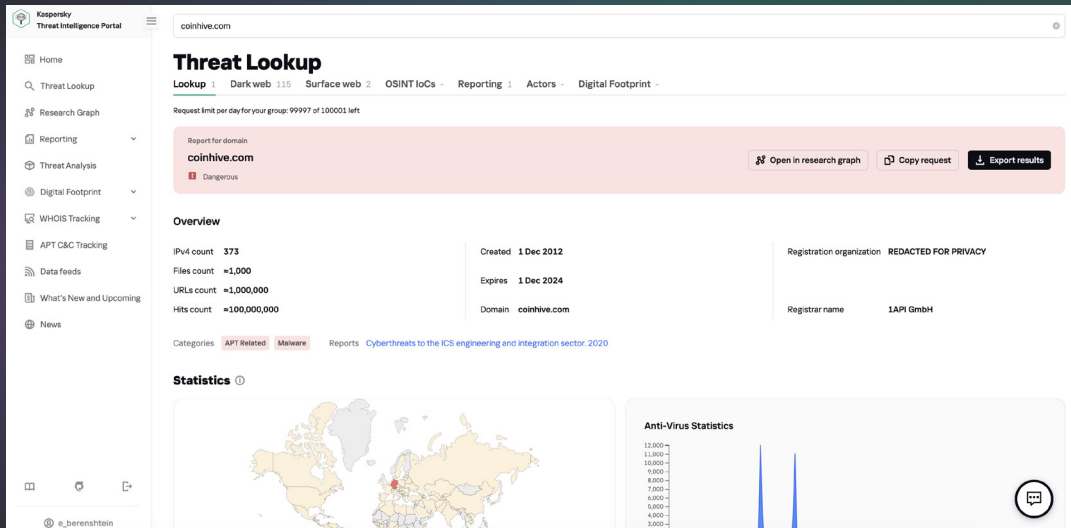 Kaspersky
Threat Intelligence Portal
coinhive.com
Home
Threat Lookup
Research Graph
Reporting
Threat Analysis
Digital Footprint
WHOIS Tracking
APT C&C Tracking
Data feeds
What's New and Upcoming
News
e_berenshtein
Threat Lookup
Lookup 1 Dark web 115 Surface web 2 OSINT IoCs - Reporting 1 Actors - Digital Footprint -
Request limit per day for your group: 99997 of 100001 left
Report for domain
coinhive.com
Dangerous
Open in research graph Copy request Export results
Overview
IPv4 count 373 Created 1 Dec 2012 Registration organization REDACTED FOR PRIVACY
Files count ≈1,000
Expires 1 Dec 2024
URLs count ≈1,000,000
Hits count ≈100,000,000 Domain coinhive.com Registrar name 1API GmbH
Categories APT Related Malware Reports Cyberthreats to the ICS engineering and integration sector. 2020
Statistics
Anti-Virus Statistics
12,000
11,000
10,000
9,000
8,000
7,000
6,000
5,000
4,000
3,000